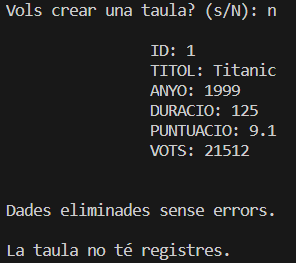 Vols crear una taula? (s/N): n
ID: 1
TITOL: Titanic
ANYO: 1999
DURACIO: 125
PUNTUACIO: 9.1
VOTS: 21512
Dades eliminades sense errors.
La taula no té registres.